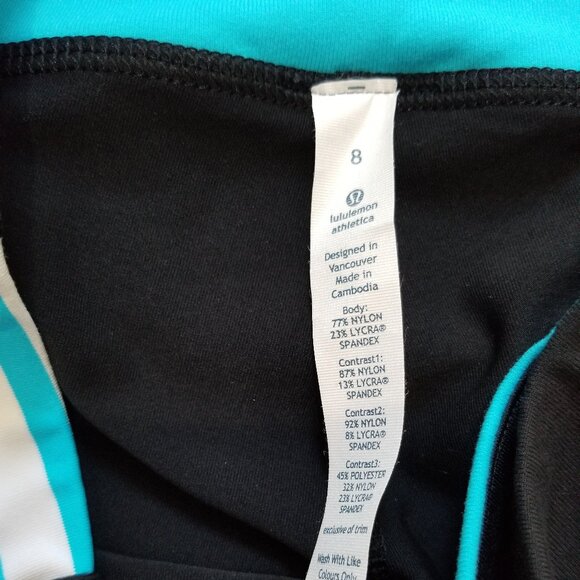 8
lululemon
athletica
Designed in
Vancouver
Made in
Cambodia
Body:
77% NYLON
23% LYCRA®
SPANDEX
Contrast1:
87% NYLON
13% LYCRA®
SPANDEX
Contrast2:
92% NYLON
8% LYCRA®
SPANDEX
Contrast3:
45% POLYESTER
32% NYLON
23% LYCRA®
SPANDEX
exclusive of trim
Wash With Like
Colours Only